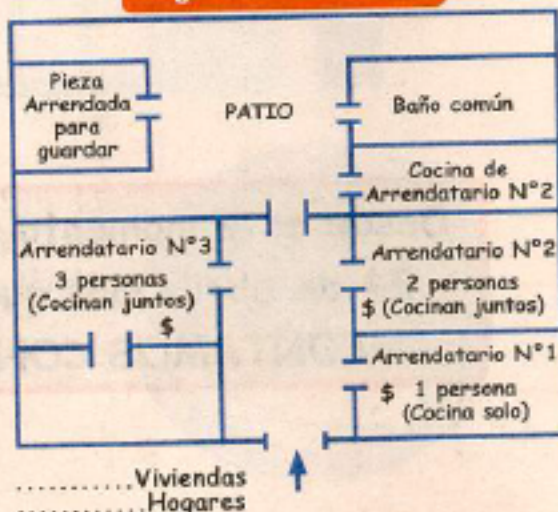 Pieza
Arrendada
para
guardar
PATIO
Baño común
Cocina de
Arrendatario N°2
Arrendatario N°3
3 personas
(Cocinan juntos)
$
Arrendatario N°2
2 personas
$ (Cocinan juntos)
Arrendatario N°1
$ 1 persona
(Cocina solo)
..........Viviendas
............Hogares